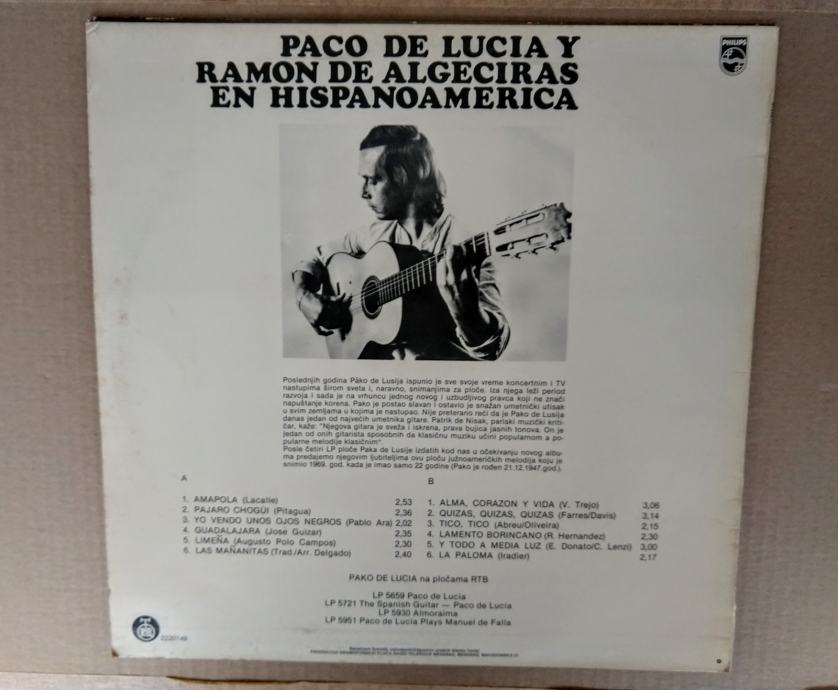 PACO DE LUCIA Y
RAMON DE ALGECIRAS
EN HISPANOAMERICA
PHILIPS
Poslednjih godina Pâko de Lusija ispunio je sve svoje vreme koncertnim i TV
nastupima širom sveta i, naravno, snimanjima za ploče. Iza njega leži period
razvoja i sada je na vrhuncu jednog novog i uzbudljivog pravca koji ne znači
napuštanje korena. Pako je postao slavan i ostavio je snažan umetnički utisak
u svim zemljama u kojima je nastupao. Nije preterano reći da je Pako de Lusija
danas jedan od najvećih umetnika gitare. Patrik de Nisak, pariski muzički kriti-
čar, kaže: "Njegova gitara je sveža i iskrena, prava bujica jasnih tonova. On je
jedan od onih gitarista sposobnih da klasičnu muziku učini popularnom a po-
pularne melodije klasičnim".
Posle četiri LP ploče Paka de Lusije izdatih kod nas u očekivanju novog albu-
ma predajemo njegovim ljubiteljima ovu ploču južnoameričkih melodija koju je
snimio 1969. god. kada je imao samo 22 godine (Pako je rođen 21.12.1947.god.).
A
1. AMAPOLA (Lacalle) 2,53
2. PAJARO CHOGÜI (Pitagua) 2,36
3. YO VENDO UNOS OJOS NEGROS (Pablo Ara) 2,02
4. GUADALAJARA (José Guizar) 2,35
5. LIMEÑA (Augusto Polo Campos) 2,30
6. LAS MAÑANITAS (Trad./Arr. Delgado) 2,40
B
1. ALMA, CORAZON Y VIDA (V. Trejo) 3,06
2. QUIZAS, QUIZAS, QUIZAS (Farres/Davis) 3,14
3. TICO, TICO (Abreu/Oliveira) 2,15
4. LAMENTO BORINCANO (R. Hernandez) 2,30
5. Y TODO A MEDIA LUZ (E. Donato/C. Lenzi) 3,00
6. LA PALOMA (Iradier) 2,17
PAKO DE LUCIA na pločama RTB
LP 5659 Paco de Lucia
LP 5721 The Spanish Guitar — Paco de Lucia
LP 5930 Almoraima
LP 5951 Paco de Lucia Plays Manuel de Falla
2220148